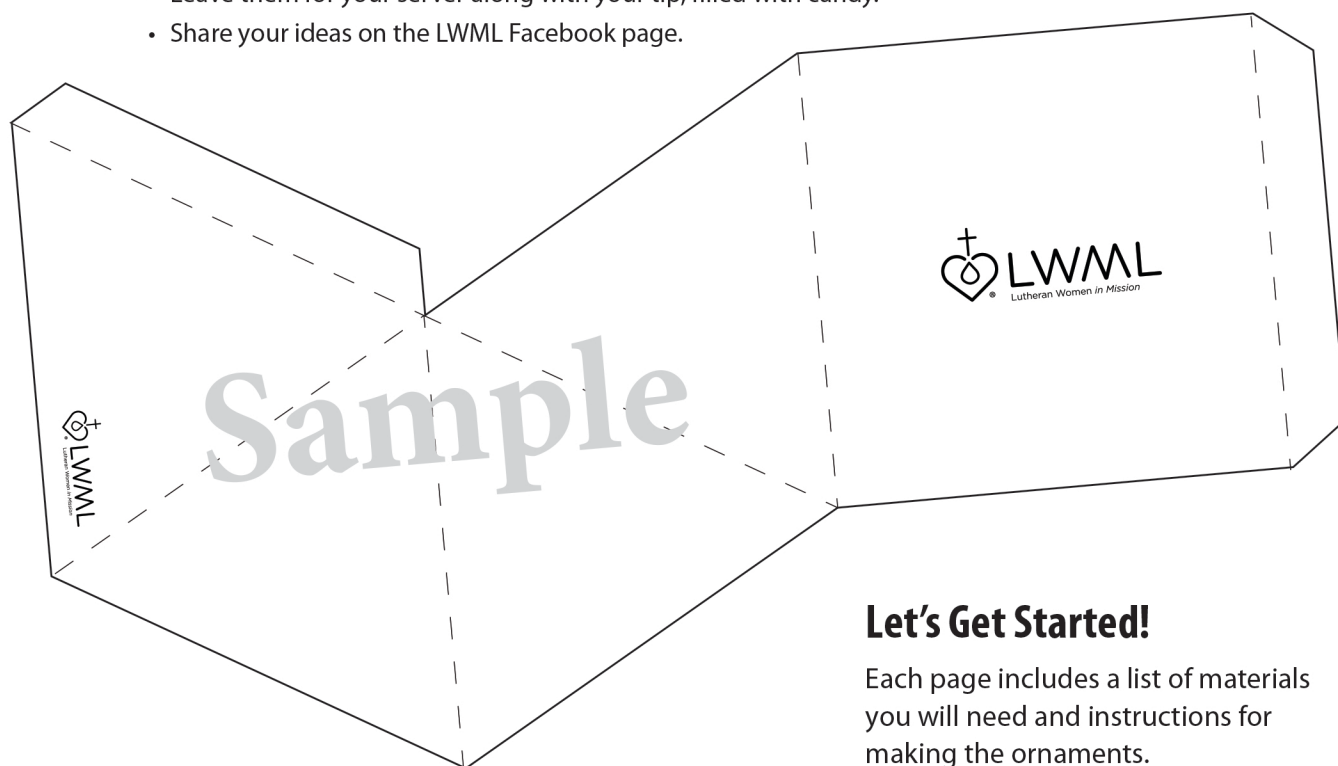 Leave them for your server along with your tip, filled with candy.
• Share your ideas on the LWML Facebook page.
LWML
Lutheran Women in Mission
®
Sample
LWML
Lutheran Women in Mission
®
Let’s Get Started!
Each page includes a list of materials
you will need and instructions for
making the ornaments.